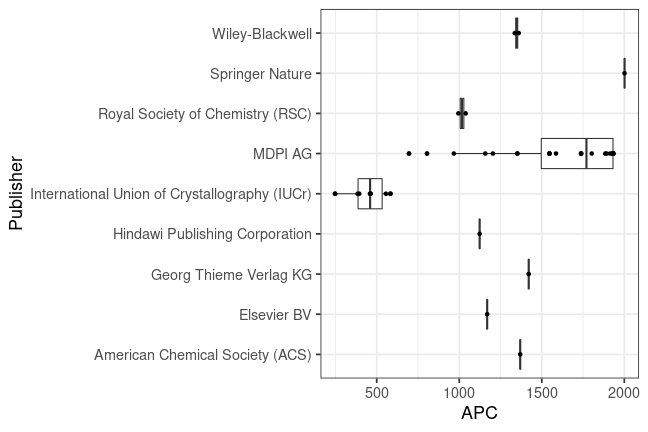 Publisher
Wiley-Blackwell
Springer Nature
Royal Society of Chemistry (RSC)
MDPI AG
International Union of Crystallography (IUCr)
Hindawi Publishing Corporation
Georg Thieme Verlag KG
Elsevier BV
American Chemical Society (ACS)
500 1000 1500 2000
APC